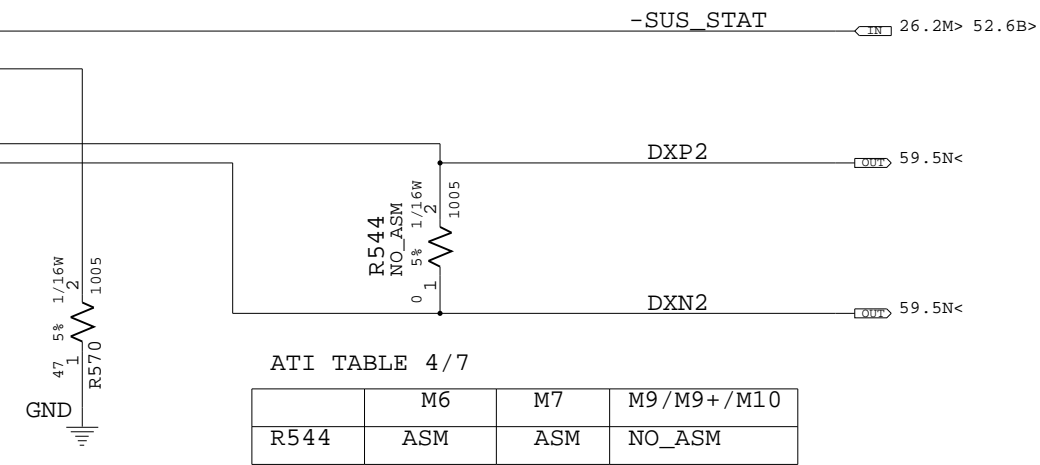 -SUS_STAT
IN 26.2M> 52.6B>
DXP2
OUT 59.5N<
R544
NO_ASM
0 5% 1/16W
1 2
1005
47 5% 1/16W
1 2
R570 1005
DXN2
OUT 59.5N<
GND
ATI TABLE 4/7
M6 M7 M9/M9+/M10
R544 ASM ASM NO_ASM